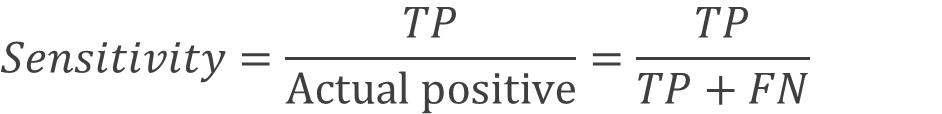 Sensitivity = TP / Actual positive = TP / TP + FN